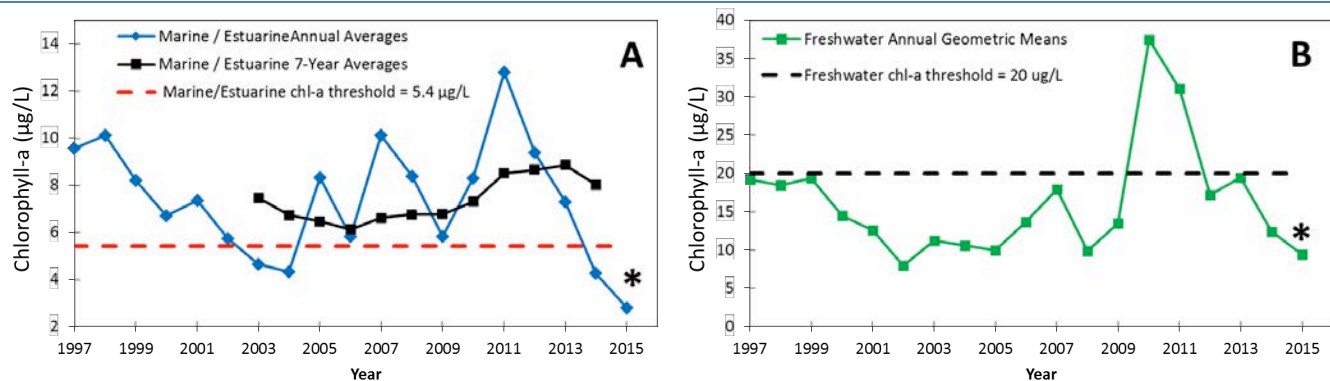 Marine / EstuarineAnnual Averages
Marine / Estuarine 7-Year Averages
Marine/Estuarine chl-a threshold = 5.4 µg/L
A
Chlorophyll-a (µg/L)
14
12
10
8
6
4
2
*
1997 1999 2001 2003 2005 2007 2009 2011 2013 2015
Year
Freshwater Annual Geometric Means
Freshwater chl-a threshold = 20 ug/L
B
Chlorophyll-a (µg/L)
40
35
30
25
20
15
10
5
0
*
1997 1999 2001 2003 2005 2007 2009 2011 2013 2015
Year